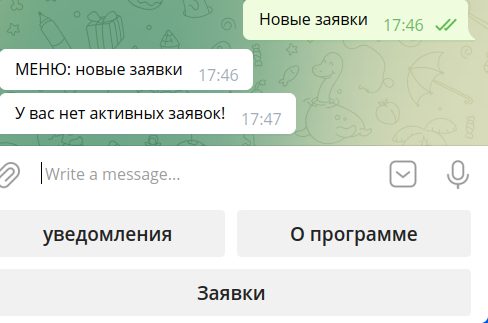 Новые заявки 17:46
МЕНЮ: новые заявки 17:46
У вас нет активных заявок! 17:47
Write a message...
уведомления О программе
Заявки